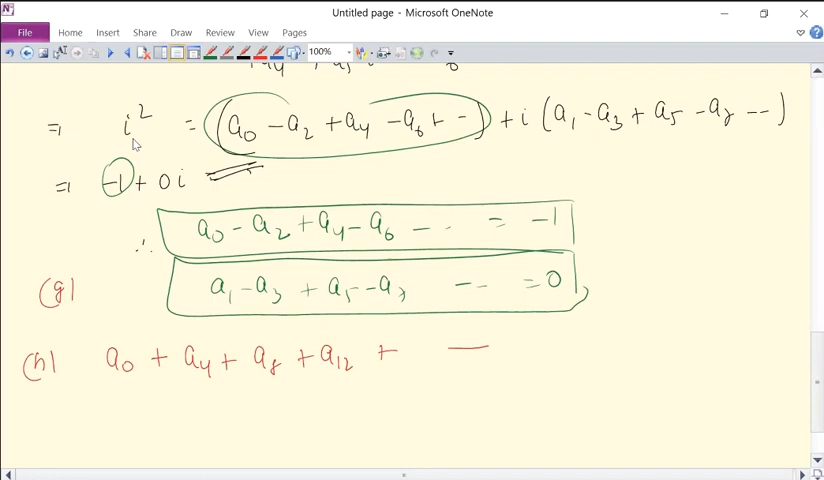 Untitled page - Microsoft OneNote
File Home Insert Share Draw Review View Pages
100%
⇒ i² = (a₀ - a₂ + a₄ - a₆ + -) + i (a₁ - a₃ + a₅ - a₇ --)
⇒ -1 + 0i
∴ a₀ - a₂ + a₄ - a₆ -- = -1
(g) a₁ - a₃ + a₅ - a₇ -- = 0
(h) a₀ + a₄ + a₈ + a₁₂ + —